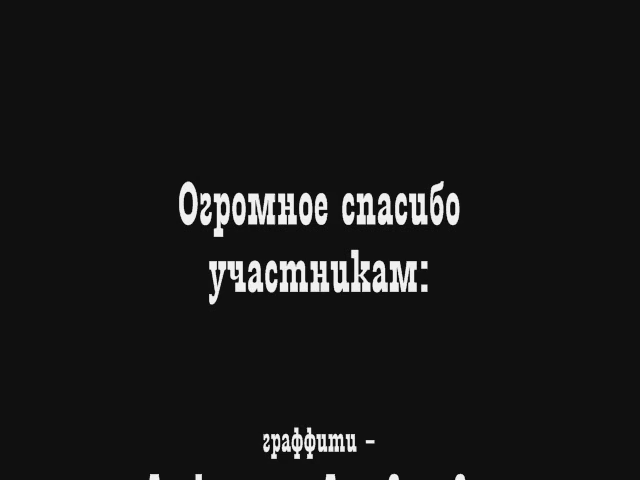 Огромное спасибо
участникам:
граффити –